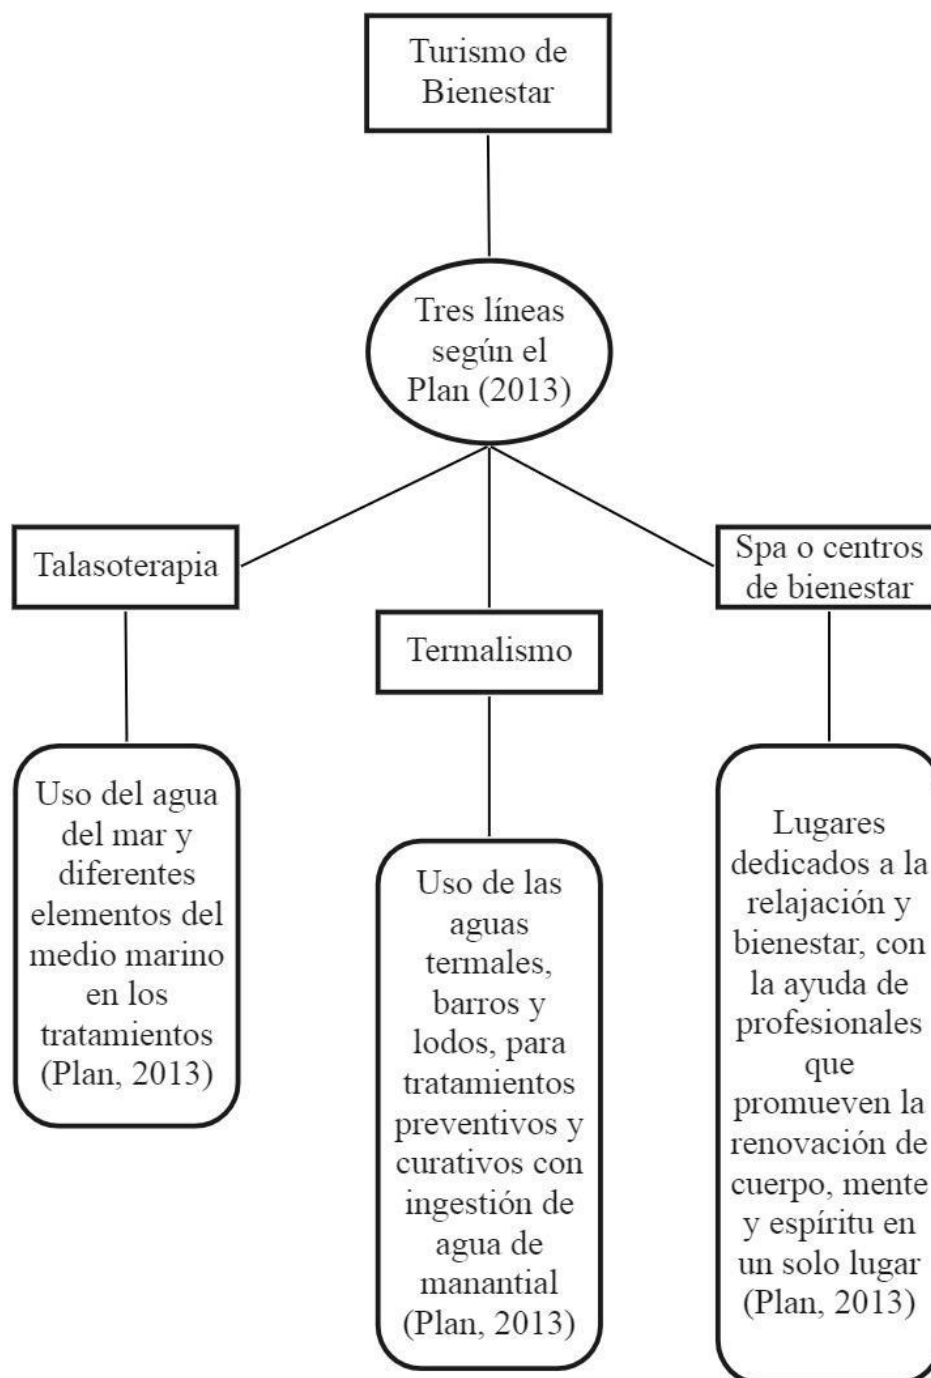 Turismo de
Bienestar
Tres líneas
según el
Plan (2013)
Talasoterapia
Termalismo
Spa o centros
de bienestar
Uso del agua
del mar y
diferentes
elementos del
medio marino
en los
tratamientos
(Plan, 2013)
Uso de las
aguas
termales,
barros y
lodos, para
tratamientos
preventivos y
curativos con
ingestión de
agua de
manantial
(Plan, 2013)
Lugares
dedicados a la
relajación y
bienestar, con
la ayuda de
profesionales
que
promueven la
renovación de
cuerpo, mente
y espíritu en
un solo lugar
(Plan, 2013)